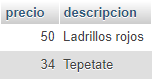 precio descripcion
50 Ladrillos rojos
34 Tepetate